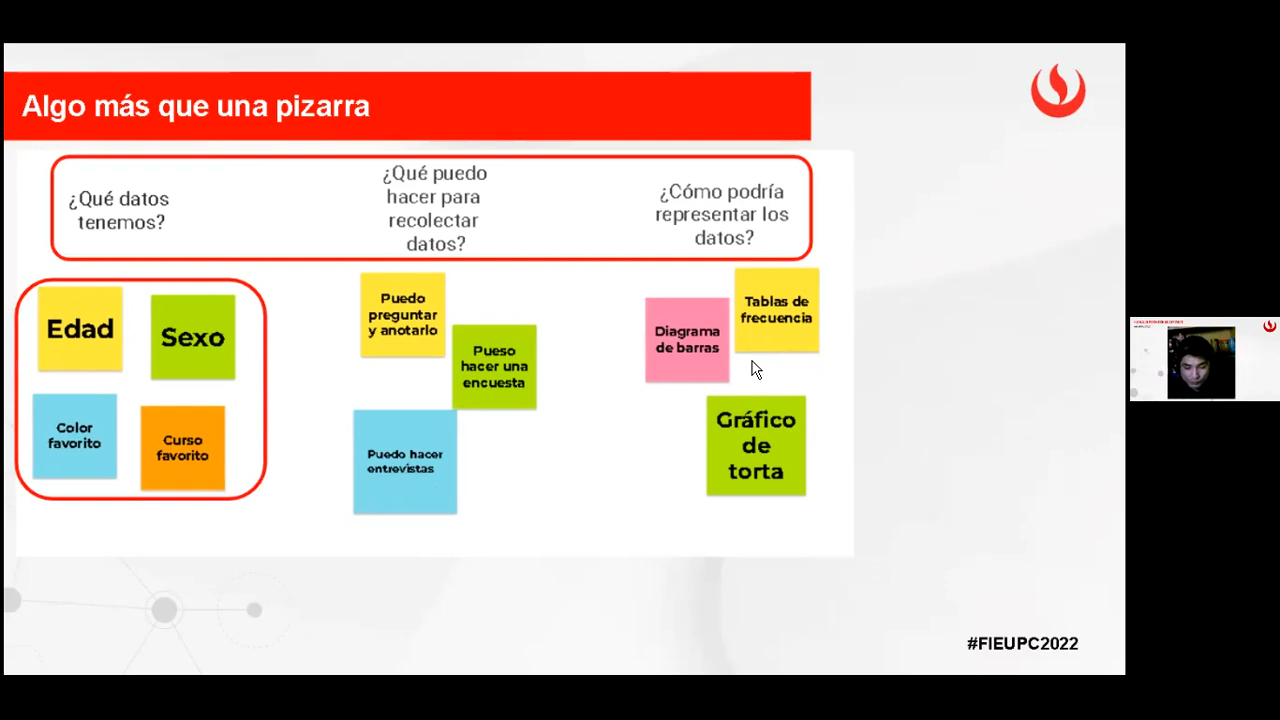 Algo más que una pizarra
¿Qué datos
tenemos?
¿Qué puedo
hacer para
recolectar
datos?
¿Cómo podría
representar los
datos?
Edad
Sexo
Color
favorito
Curso
favorito
Puedo
preguntar
y anotarlo
Pueso
hacer una
encuesta
Puedo hacer
entrevistas
Diagrama
de barras
Tablas de
frecuencia
Gráfico
de
torta
#FIEUPC2022